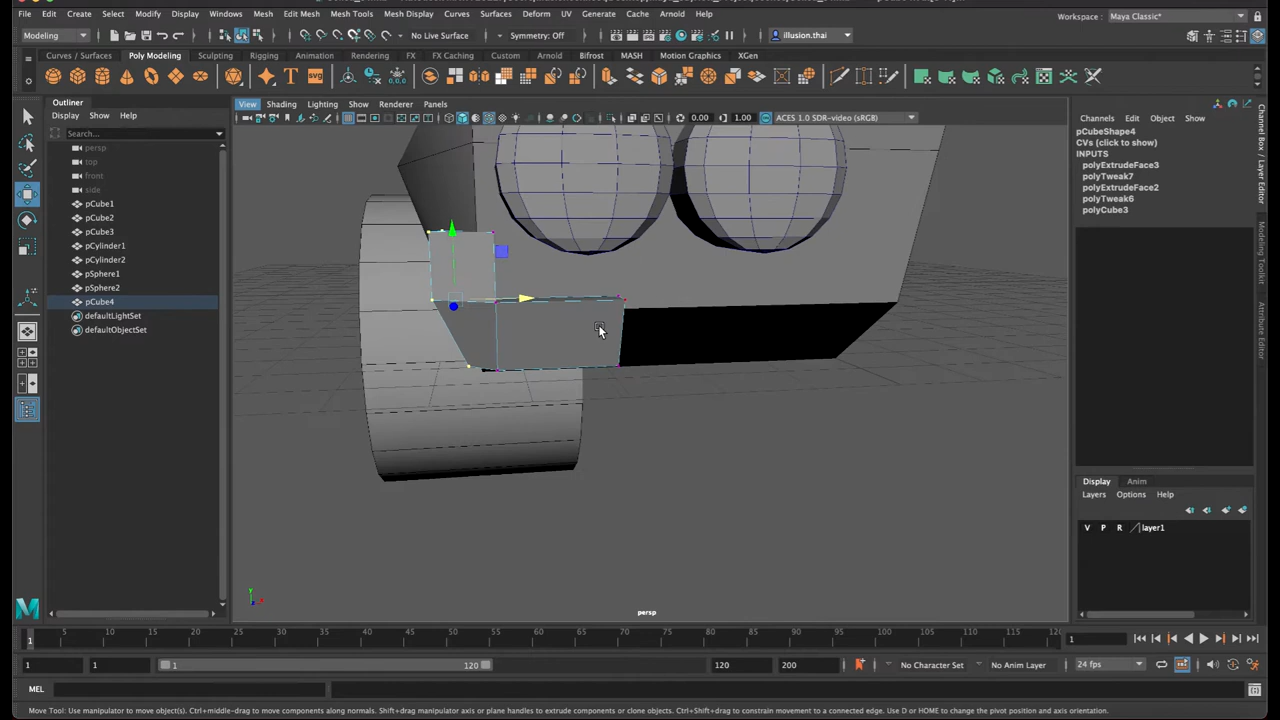 File Edit Create Select Modify Display Windows Mesh Edit Mesh Mesh Tools Mesh Display Curves Surfaces Deform UV Generate Cache Arnold Help
Workspace : Maya Classic*
Modeling No Live Surface Symmetry: Off illusion.thai
Curves / Surfaces Poly Modeling Sculpting Rigging Animation Rendering FX FX Caching Custom Arnold Bifrost MASH Motion Graphics XGen
Outliner
Display Show Help
Search...
persp
top
front
side
pCube1
pCube2
pCube3
pCylinder1
pCylinder2
pSphere1
pSphere2
pCube4
defaultLightSet
defaultObjectSet
View Shading Lighting Show Renderer Panels
0.00 1.00 ACES 1.0 SDR-video (sRGB)
persp
Channels Edit Object Show
pCubeShape4
CVs (click to show)
INPUTS
polyExtrudeFace3
polyTweak7
polyExtrudeFace2
polyTweak6
polyCube3
Channel Box / Layer Editor
Modeling Toolkit
Attribute Editor
Display Anim
Layers Options Help
V P R layer1
5 10 15 20 25 30 35 40 45 50 55 60 65 70 75 80 85 90 95 100 105 110 115 120
1
1 1 1 120 120 200 No Character Set No Anim Layer 24 fps
MEL
Move Tool: Use manipulator to move object(s). Ctrl+middle-drag to move components along normals. Shift+drag manipulator axis or plane handles to extrude components or clone objects. Ctrl+Shift+drag to constrain movement to a connected edge. Use D or HOME to change the pivot position and axis orientation.